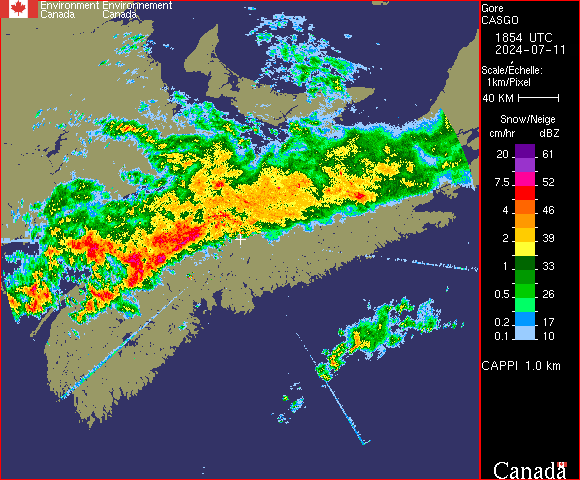 Environment Environnement
Canada Canada
Gore
CASGO
1854 UTC
2024-07-11
Scale/Échelle:
1km/Pixel
40 KM
Snow/Neige
cm/hr dBZ
20 61
7.5 52
4 46
2 39
1 33
0.5 26
0.2 17
0.1 10
CAPPI 1.0 km
Canada